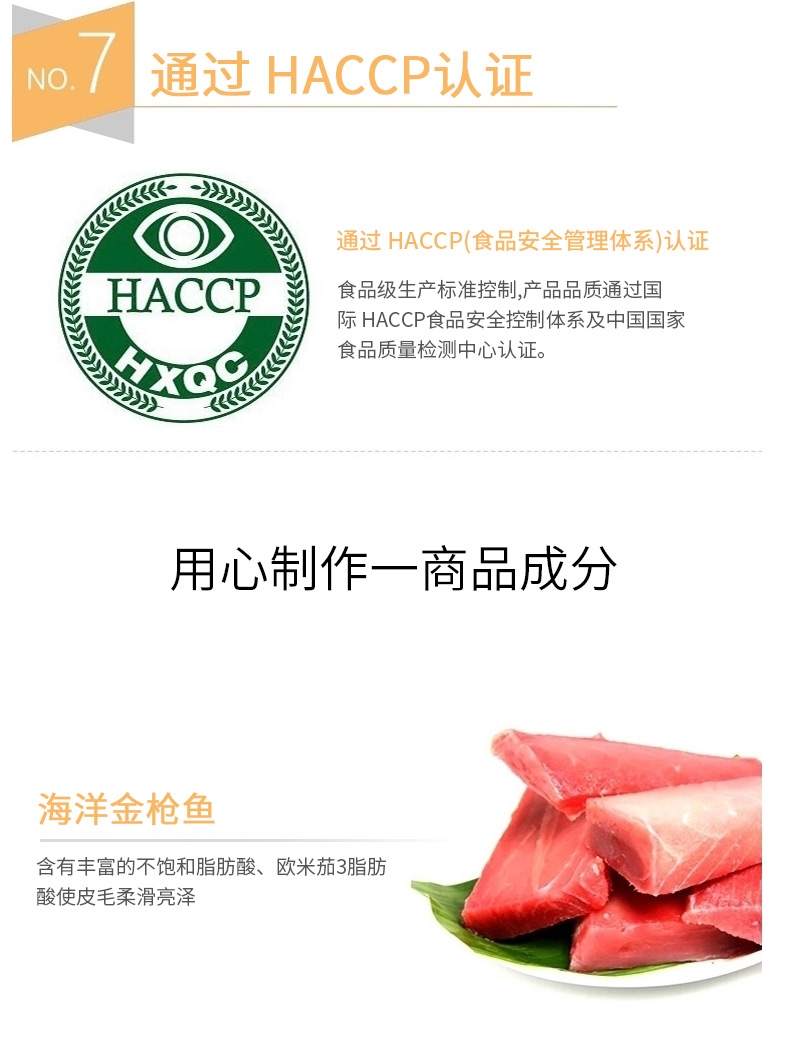 NO.7
通过 HACCP认证
HACCP
HXQC
通过 HACCP(食品安全管理体系)认证
食品级生产标准控制,产品品质通过国
际 HACCP食品安全控制体系及中国国家
食品质量检测中心认证。
用心制作一商品成分
海洋金枪鱼
含有丰富的不饱和脂肪酸、欧米茄3脂肪
酸使皮毛柔滑亮泽